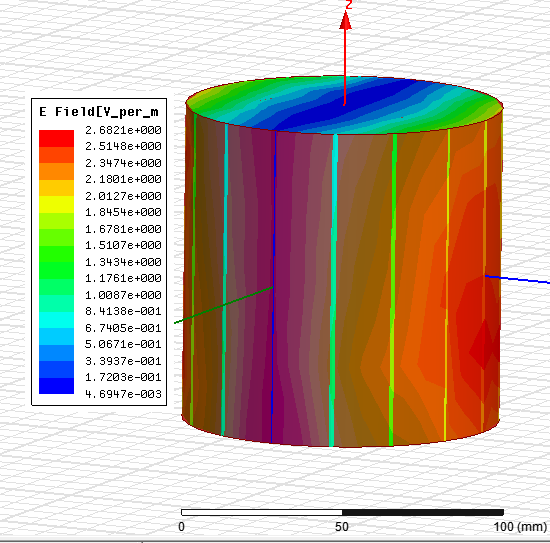 Z
E Field[V_per_m
2.6821e+000
2.5148e+000
2.3474e+000
2.1801e+000
2.0127e+000
1.8454e+000
1.6781e+000
1.5107e+000
1.3434e+000
1.1761e+000
1.0087e+000
8.4138e-001
6.7405e-001
5.0671e-001
3.3937e-001
1.7203e-001
4.6947e-003
0 50 100 (mm)